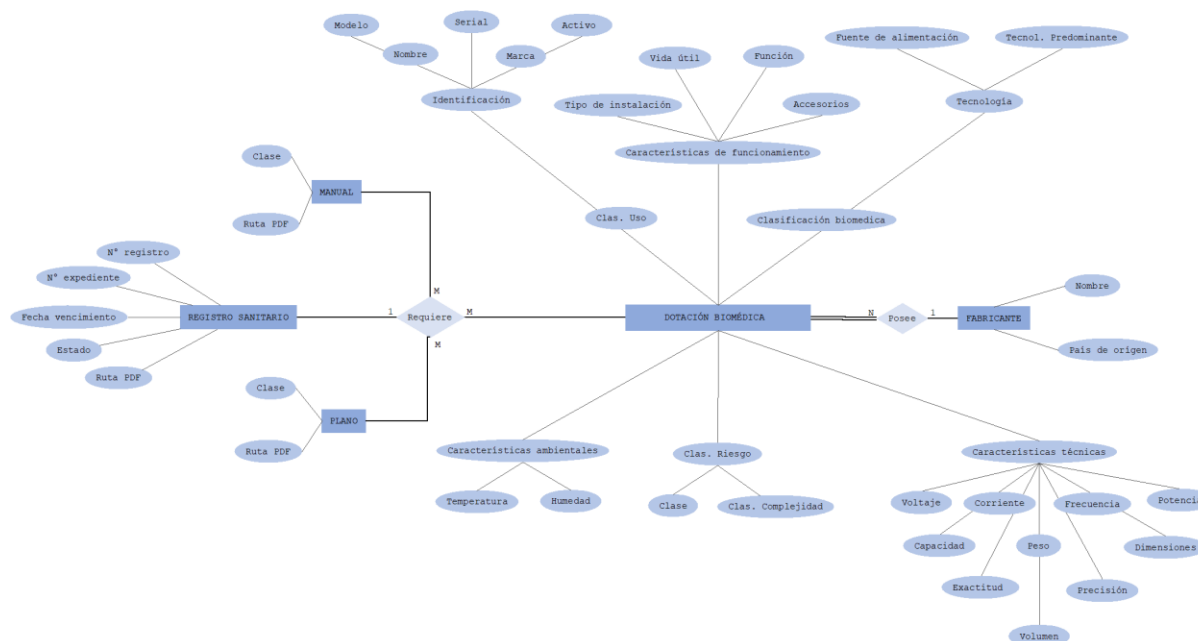 Modelo
Serial
Activo
Nombre
Marca
Identificación
Fuente de alimentación
Tecnol. Predominante
Vida útil
Función
Tipo de instalación
Accesorios
Tecnología
Características de funcionamiento
Clase
MANUAL
Ruta PDF
Clas. Uso
Clasificación biomedica
N° registro
N° expediente
Fecha vencimiento
REGISTRO SANITARIO
Estado
Ruta PDF
M
1
Requiere
M
M
DOTACIÓN BIOMÉDICA
N
Posee
1
FABRICANTE
Nombre
País de origen
Clase
PLANO
Ruta PDF
Características ambientales
Temperatura
Humedad
Clas. Riesgo
Clase
Clas. Complejidad
Características técnicas
Voltaje
Corriente
Frecuencia
Potencia
Capacidad
Peso
Dimensiones
Exactitud
Precisión
Volumen